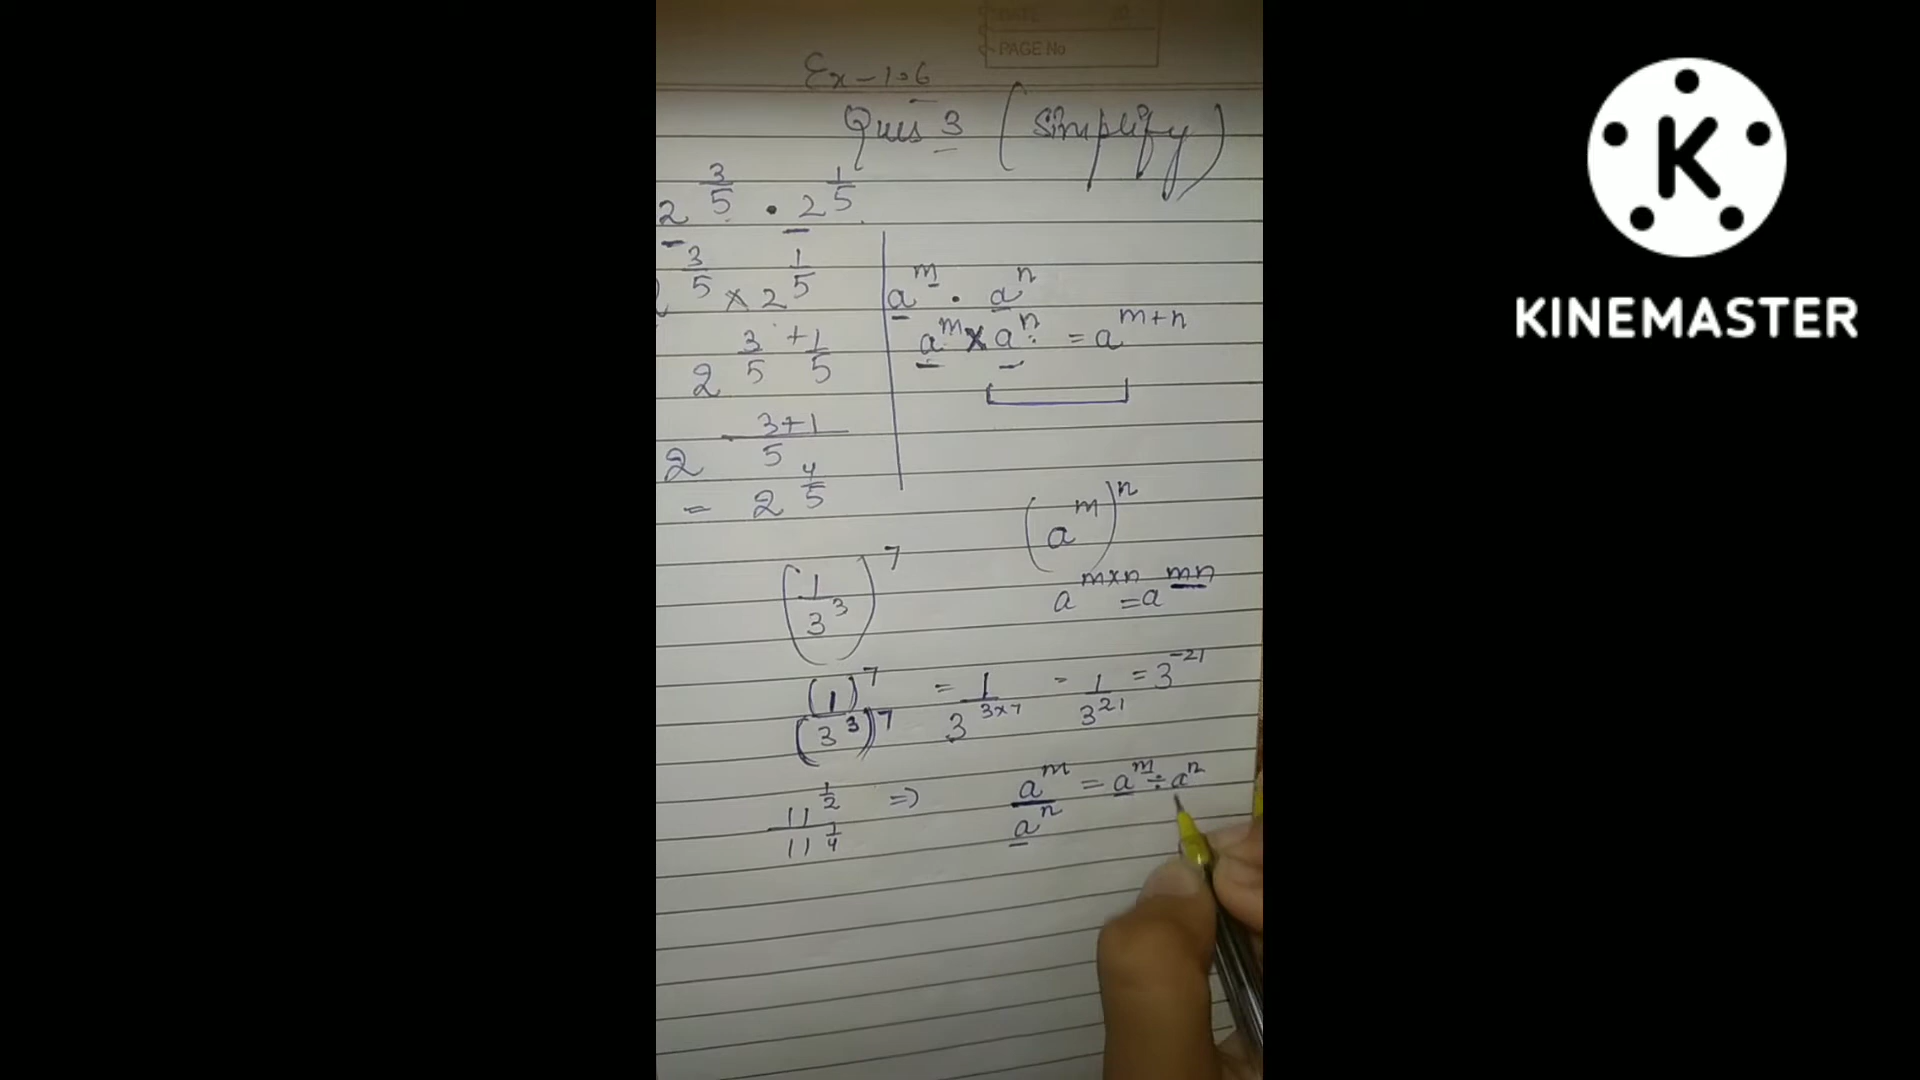 DATE
PAGE No
Ex-1.6
Ques 3 (Simplify)
2^{3/5} • 2^{1/5}
^{3/5} × 2^{1/5}
a^m . a^n
2^{3/5 + 1/5}
a^m × a^n = a^{m+n}
2^{(3+1)/5}
= 2^{4/5}
(a^m)^n
(1/3^3)^7
a^{m×n} = a^{mn}
(1)^7/(3^3)^7 = 1/3^{3×7} = 1/3^{21} = 3^{-21}
11^{1/2}/11^{1/4} => a^m/a^n = a^m ÷ a^n
K
KINEMASTER